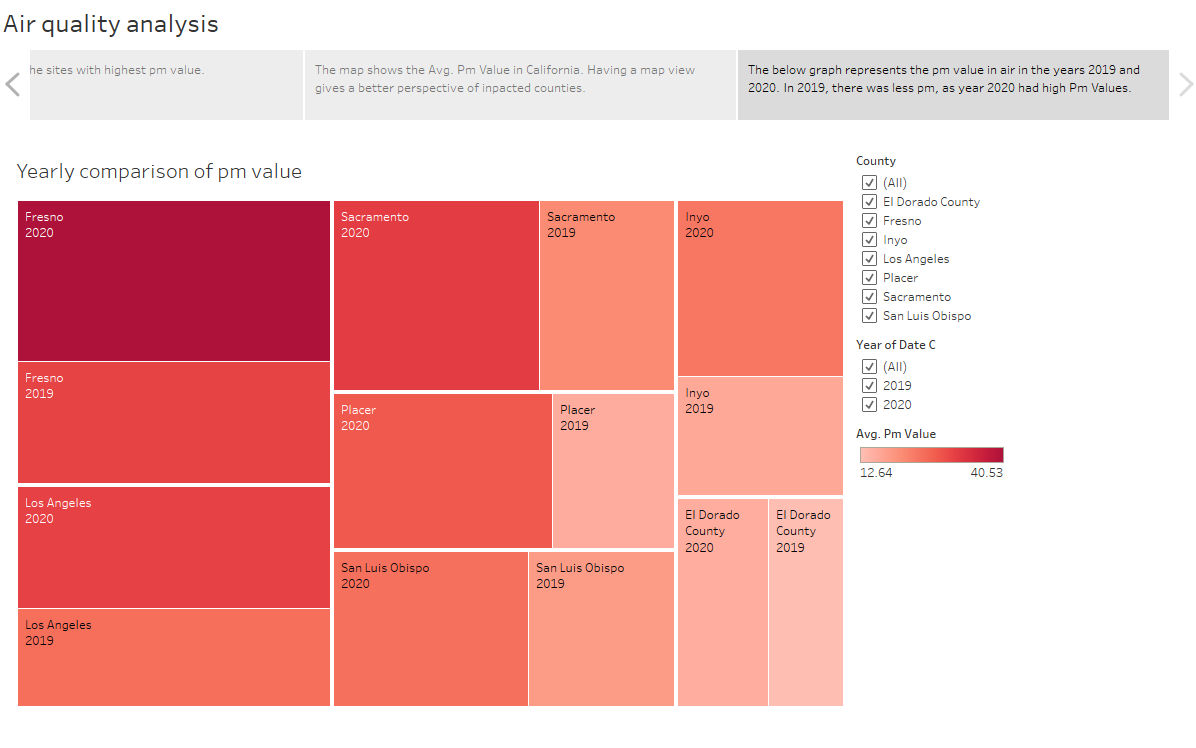 Air quality analysis
he sites with highest pm value.
The map shows the Avg. Pm Value in California. Having a map view
gives a better perspective of inpacted counties.
The below graph represents the pm value in air in the years 2019 and
2020. In 2019, there was less pm, as year 2020 had high Pm Values.
Yearly comparison of pm value
Fresno
2020
Fresno
2019
Los Angeles
2020
Los Angeles
2019
Sacramento
2020
Sacramento
2019
Placer
2020
Placer
2019
San Luis Obispo
2020
San Luis Obispo
2019
Inyo
2020
Inyo
2019
El Dorado
County
2020
El Dorado
County
2019
County
(All)
El Dorado County
Fresno
Inyo
Los Angeles
Placer
Sacramento
San Luis Obispo
Year of Date C
(All)
2019
2020
Avg. Pm Value
12.64 40.53